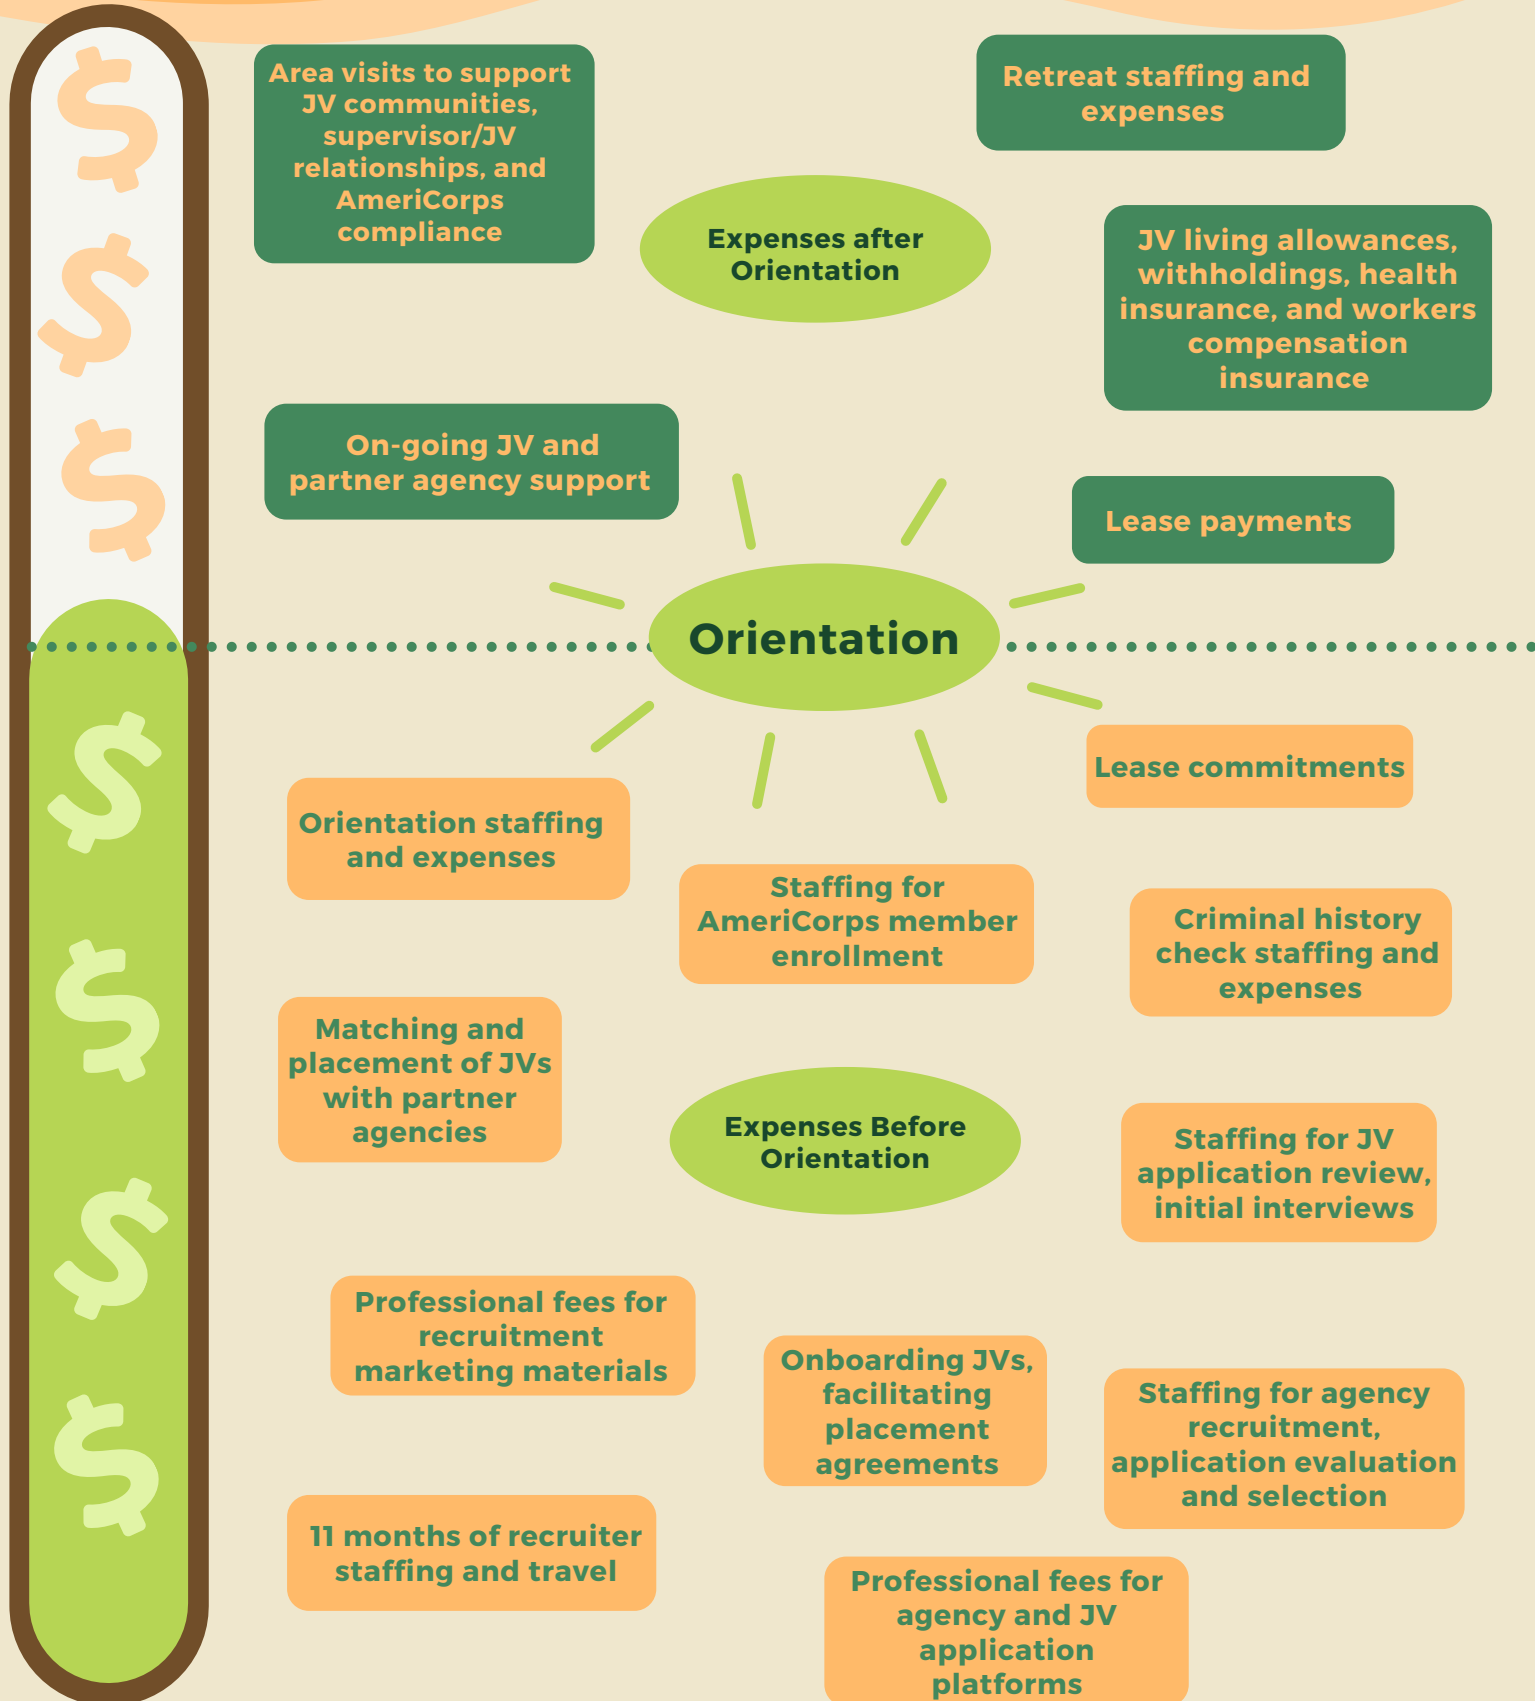 Area visits to support
JV communities,
supervisor/JV
relationships, and
AmeriCorps
compliance
Retreat staffing and
expenses
Expenses after
Orientation
JV living allowances,
withholdings, health
insurance, and workers
compensation
insurance
On-going JV and
partner agency support
Lease payments
Orientation
Lease commitments
Orientation staffing
and expenses
Staffing for
AmeriCorps member
enrollment
Criminal history
check staffing and
expenses
Matching and
placement of JVs
with partner
agencies
Expenses Before
Orientation
Staffing for JV
application review,
initial interviews
Professional fees for
recruitment
marketing materials
Onboarding JVs,
facilitating
placement
agreements
Staffing for agency
recruitment,
application evaluation
and selection
11 months of recruiter
staffing and travel
Professional fees for
agency and JV
application
platforms
$
$
$
$
$
$
$